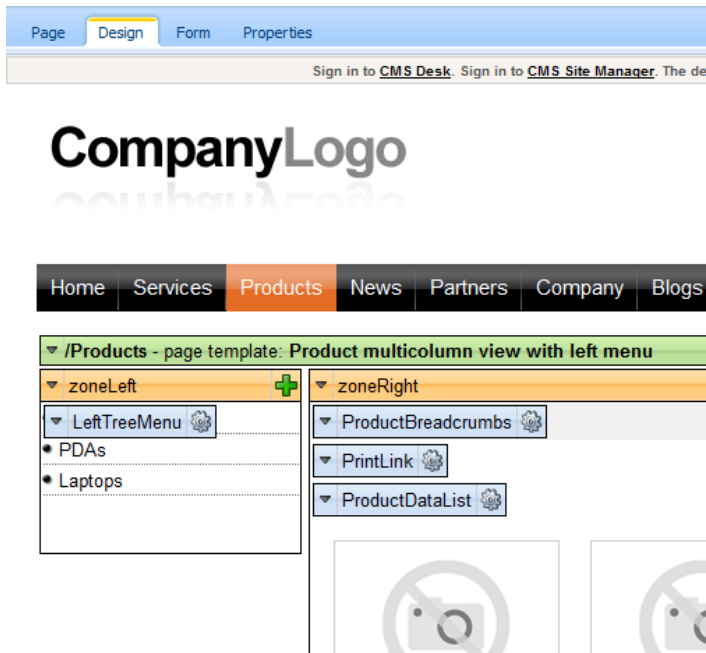 Page Design Form Properties
Sign in to CMS Desk. Sign in to CMS Site Manager. The de
CompanyLogo
Home Services Products News Partners Company Blogs
/Products - page template: Product multicolumn view with left menu
zoneLeft
LeftTreeMenu
PDAs
Laptops
zoneRight
ProductBreadcrumbs
PrintLink
ProductDataList